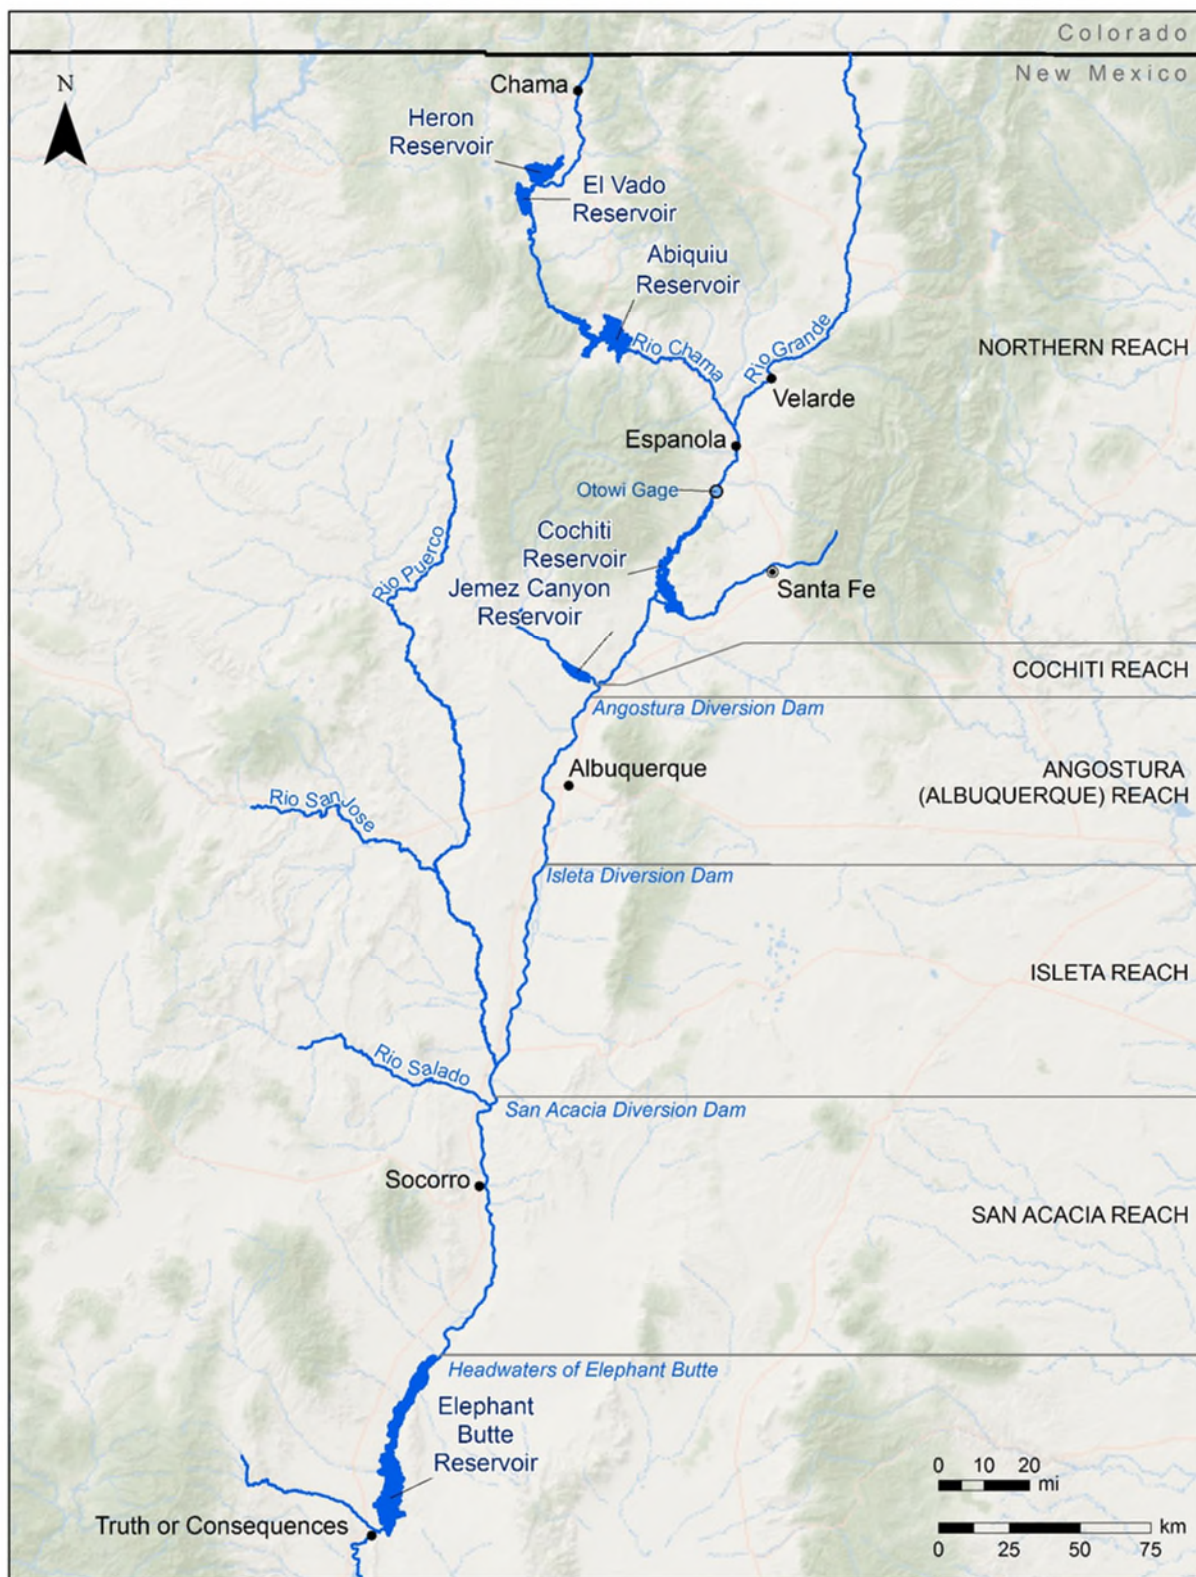 Colorado
New Mexico
N
Chama
Heron
Reservoir
El Vado
Reservoir
Abiquiu
Reservoir
Rio Chama
Rio Grande
NORTHERN REACH
Velarde
Espanola
Otowi Gage
Rio Puerco
Cochiti
Reservoir
Jemez Canyon
Reservoir
Santa Fe
COCHITI REACH
Angostura Diversion Dam
Albuquerque
ANGOSTURA
(ALBUQUERQUE) REACH
Rio San Jose
Isleta Diversion Dam
ISLETA REACH
Rio Salado
San Acacia Diversion Dam
Socorro
SAN ACACIA REACH
Headwaters of Elephant Butte
Elephant
Butte
Reservoir
Truth or Consequences
0 10 20
mi
km
0 25 50 75